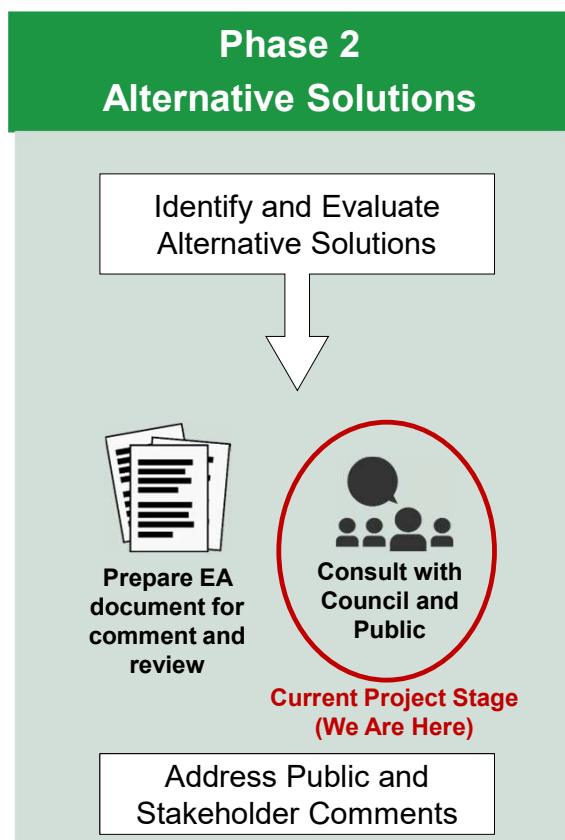 Phase 2
Alternative Solutions
Identify and Evaluate
Alternative Solutions
Prepare EA
document for
comment and
review
Consult with
Council and
Public
Current Project Stage
(We Are Here)
Address Public and
Stakeholder Comments